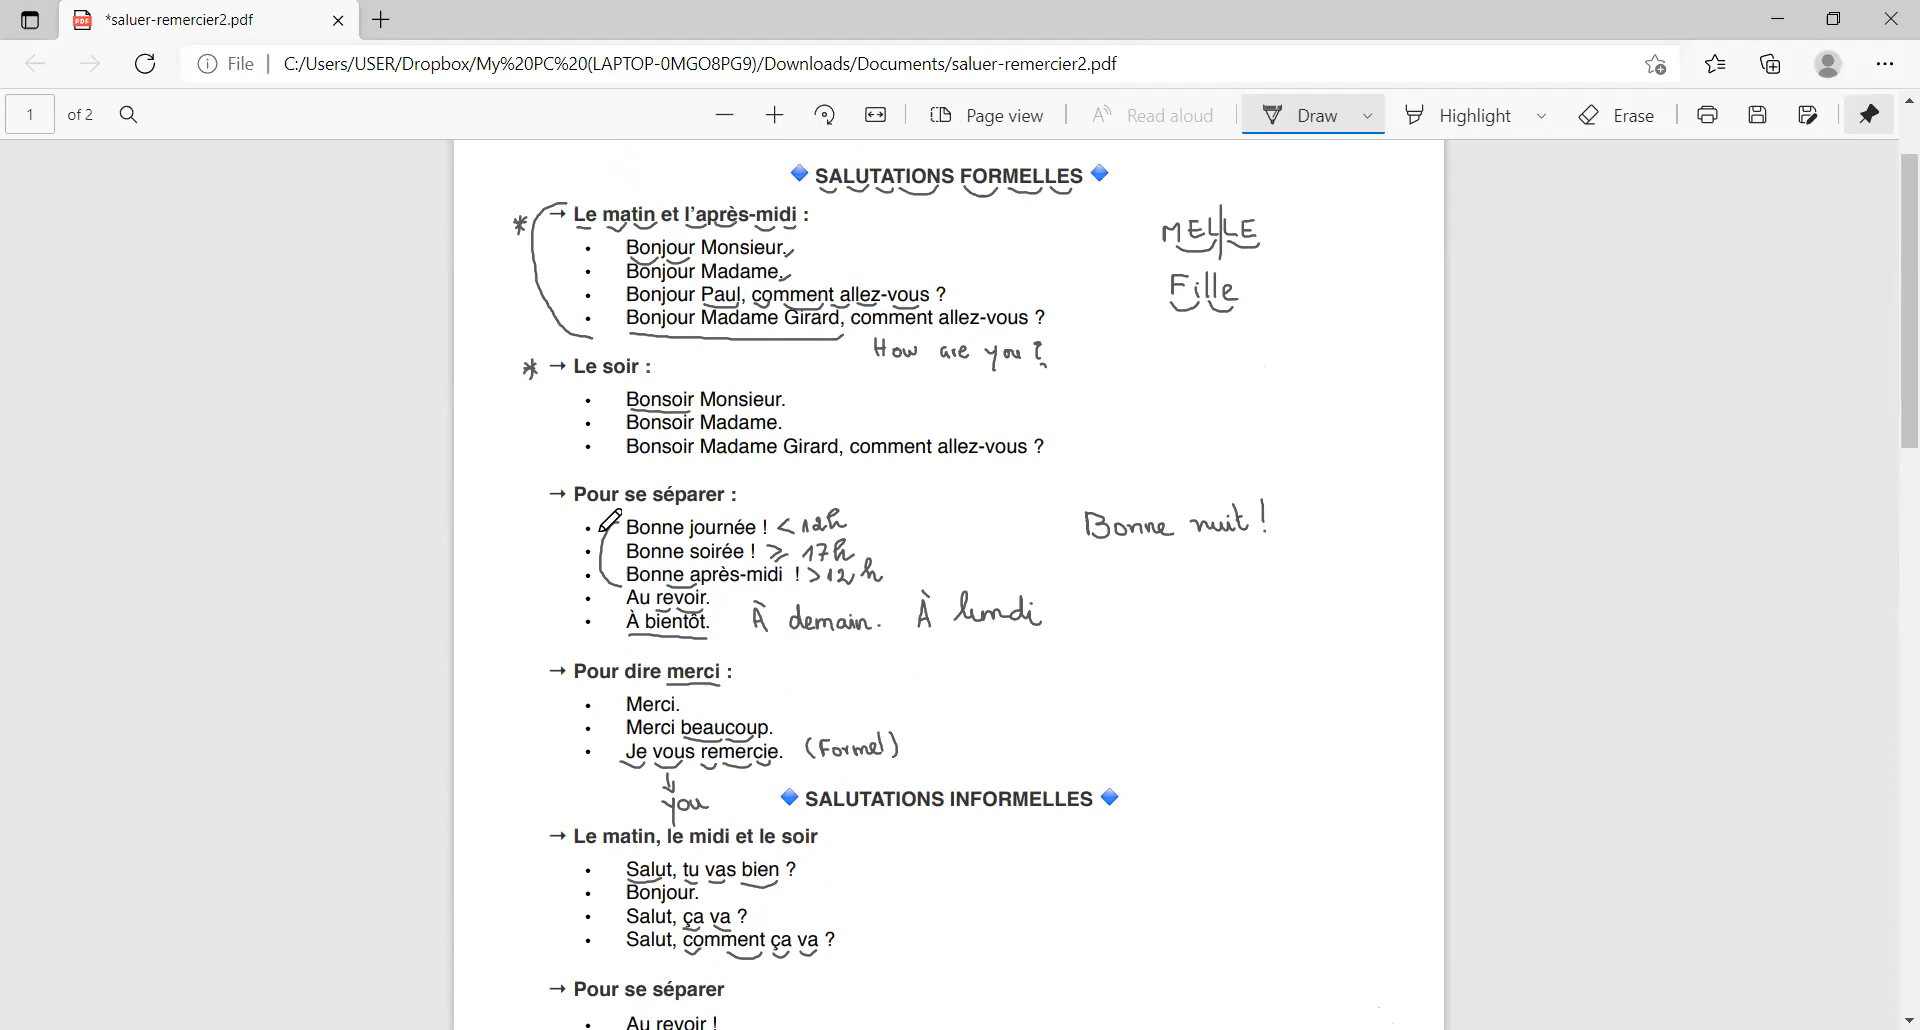 *saluer-remercier2.pdf
File | C:/Users/USER/Dropbox/My%20PC%20(LAPTOP-0MGO8PG9)/Downloads/Documents/saluer-remercier2.pdf
1 of 2 Page view Read aloud Draw Highlight Erase
SALUTATIONS FORMELLES
* → Le matin et l'après-midi :
• Bonjour Monsieur.
• Bonjour Madame.
• Bonjour Paul, comment allez-vous ?
• Bonjour Madame Girard, comment allez-vous ?
MEL|LE
Fille
How are you ?
* → Le soir :
• Bonsoir Monsieur.
• Bonsoir Madame.
• Bonsoir Madame Girard, comment allez-vous ?
→ Pour se séparer :
• Bonne journée ! < 12h
• Bonne soirée ! ⩾ 17h
• Bonne après-midi ! > 12h
• Au revoir.
• À bientôt. À demain. À lundi
Bonne nuit !
→ Pour dire merci :
• Merci.
• Merci beaucoup.
• Je vous remercie. (Formel)
↓
you
SALUTATIONS INFORMELLES
→ Le matin, le midi et le soir
• Salut, tu vas bien ?
• Bonjour.
• Salut, ça va ?
• Salut, comment ça va ?
→ Pour se séparer
• Au revoir !